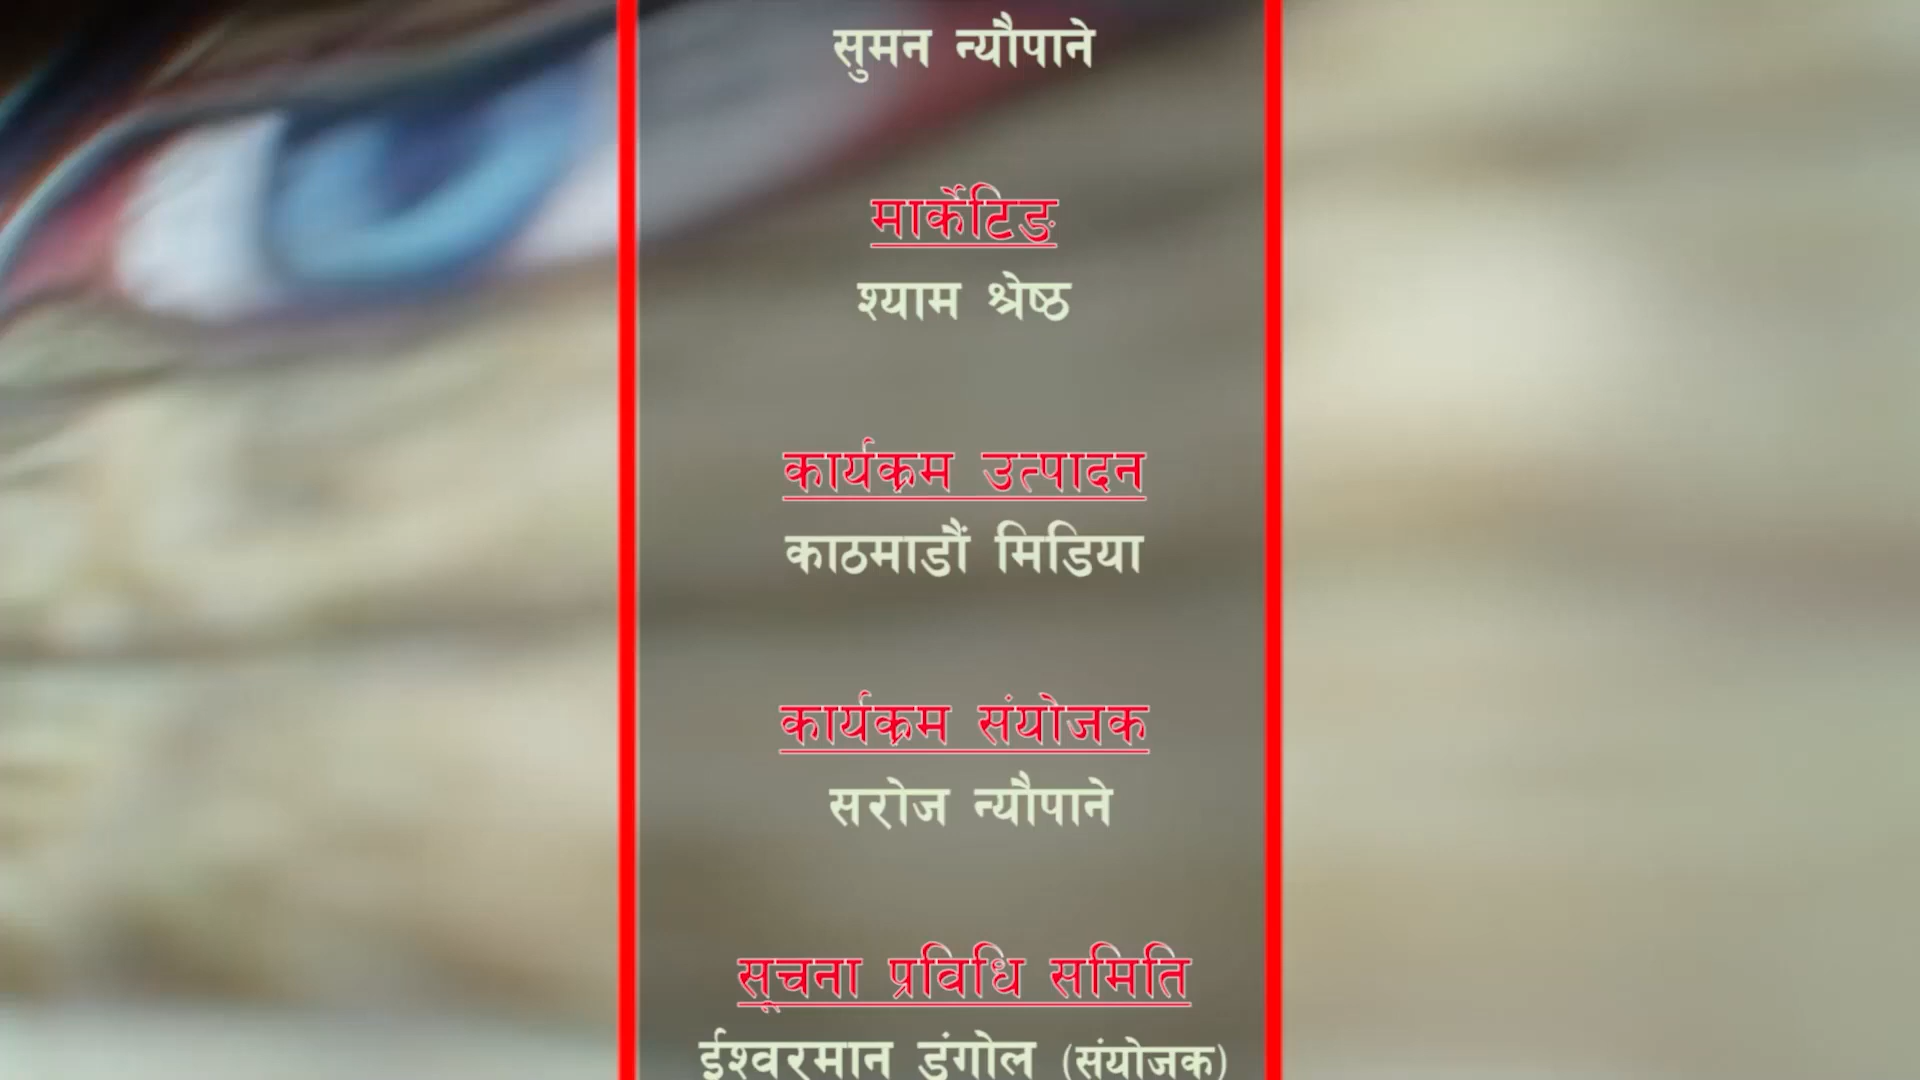 सुमन न्यौपाने
मार्केटिङ
श्याम श्रेष्ठ
कार्यक्रम उत्पादन
काठमाडौं मिडिया
कार्यक्रम संयोजक
सरोज न्यौपाने
सूचना प्रविधि समिति
ईश्वरमान डंगोल (संयोजक)